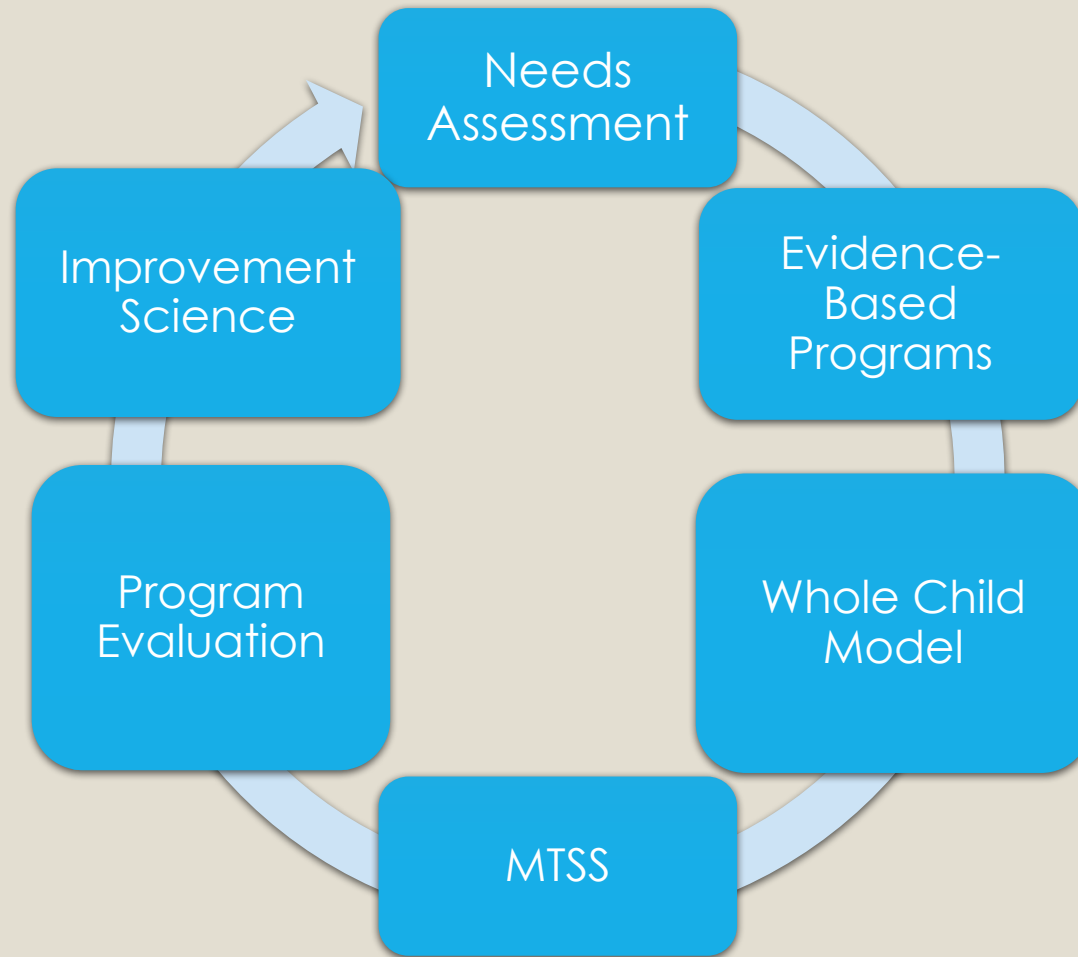 Needs
Assessment
Evidence-
Based
Programs
Whole Child
Model
MTSS
Program
Evaluation
Improvement
Science